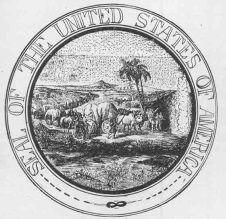 SEAL OF THE UNITED STATES OF AMERICA